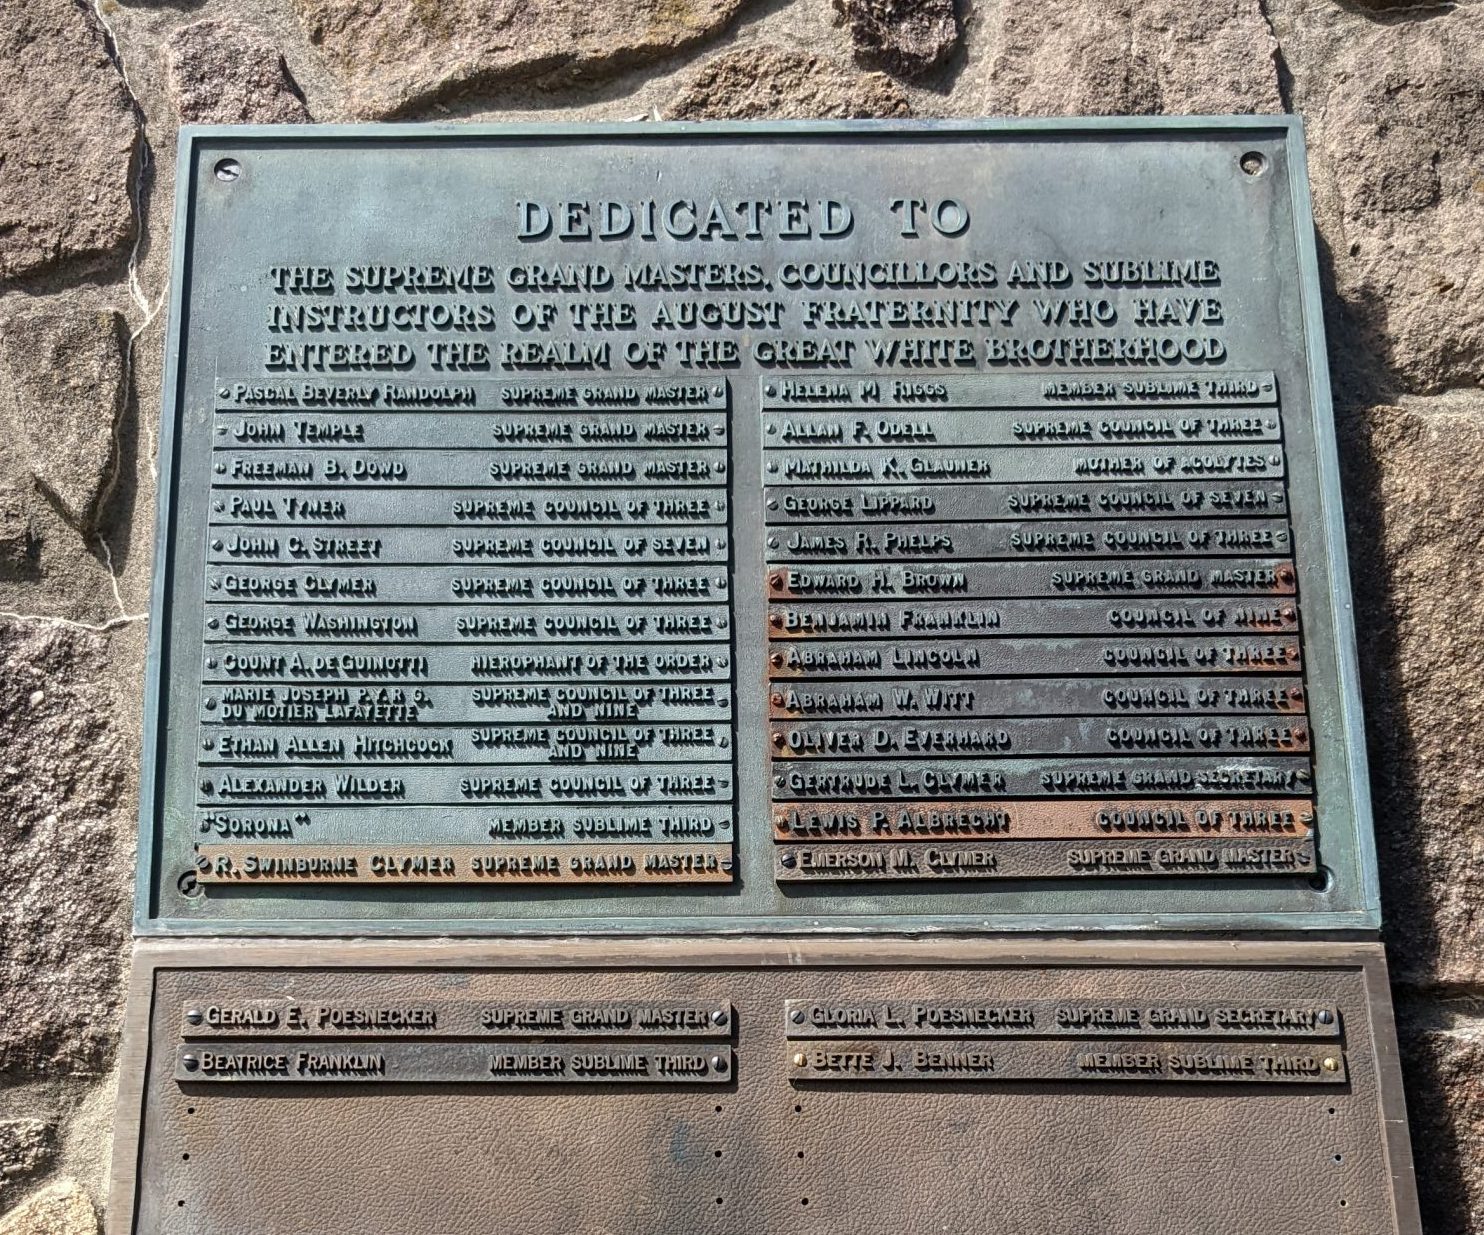 DEDICATED TO
THE SUPREME GRAND MASTERS, COUNCILLORS AND SUBLIME
INSTRUCTORS OF THE AUGUST FRATERNITY WHO HAVE
ENTERED THE REALM OF THE GREAT WHITE BROTHERHOOD
PASCAL BEVERLY RANDOLPH SUPREME GRAND MASTER
JOHN TEMPLE SUPREME GRAND MASTER
FREEMAN B. DOWD SUPREME GRAND MASTER
PAUL TYNER SUPREME COUNCIL OF THREE
JOHN C. STREET SUPREME COUNCIL OF SEVEN
GEORGE CLYMER SUPREME COUNCIL OF THREE
GEORGE WASHINGTON SUPREME COUNCIL OF THREE
COUNT A. DE GUINOTTI HIEROPHANT OF THE ORDER
MARIE JOSEPH P.Y.R G. SUPREME COUNCIL OF THREE
DU MOTIER LAFAYETTE AND NINE
ETHAN ALLEN HITCHCOCK SUPREME COUNCIL OF THREE
AND NINE
ALEXANDER WILDER SUPREME COUNCIL OF THREE
"SORONA" MEMBER SUBLIME THIRD
R. SWINBURNE CLYMER SUPREME GRAND MASTER
HELENA M RIGGS MEMBER SUBLIME THIRD
ALLAN F. ODELL SUPREME COUNCIL OF THREE
MATHILDA K. GLAUNER MOTHER OF ACOLYTES
GEORGE LIPPARD SUPREME COUNCIL OF SEVEN
JAMES R. PHELPS SUPREME COUNCIL OF THREE
EDWARD H. BROWN SUPREME GRAND MASTER
BENJAMIN FRANKLIN COUNCIL OF NINE
ABRAHAM LINCOLN COUNCIL OF THREE
ABRAHAM W. WITT COUNCIL OF THREE
OLIVER D. EVERHARD COUNCIL OF THREE
GERTRUDE L. CLYMER SUPREME GRAND SECRETARY
LEWIS P. ALBRECHT COUNCIL OF THREE
EMERSON M. CLYMER SUPREME GRAND MASTER
GERALD E. POESNECKER SUPREME GRAND MASTER
BEATRICE FRANKLIN MEMBER SUBLIME THIRD
GLORIA L. POESNECKER SUPREME GRAND SECRETARY
BETTE J. BENNER MEMBER SUBLIME THIRD